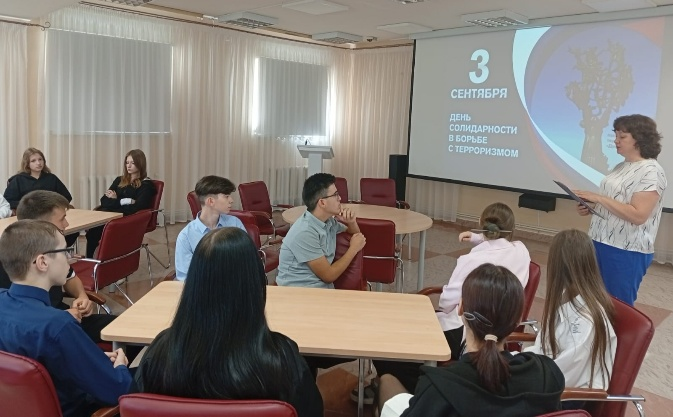 3
СЕНТЯБРЯ
ДЕНЬ
СОЛИДАРНОСТИ
В БОРЬБЕ
С ТЕРРОРИЗМОМ